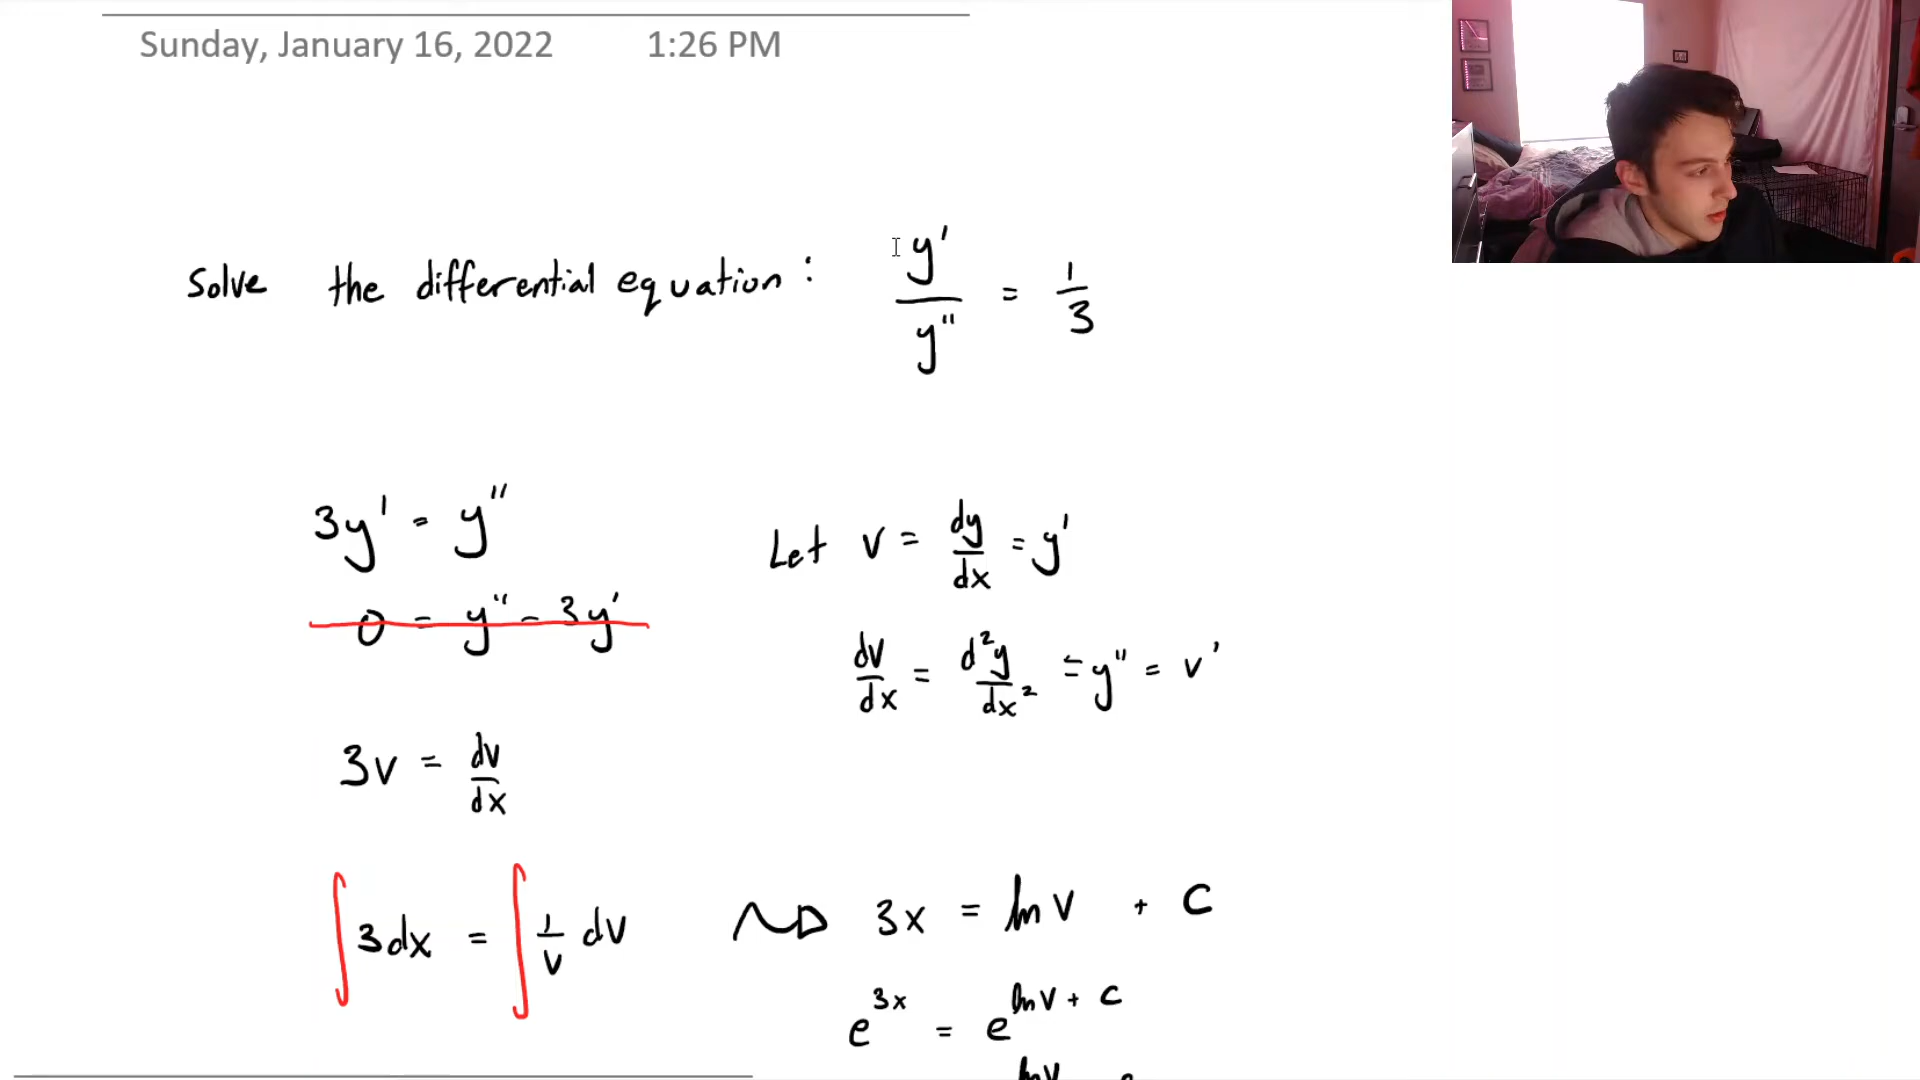 Sunday, January 16, 2022 1:26 PM
Solve the differential equation: y'/y" = 1/3
3y' = y"
0 = y" - 3y'
Let v = dy/dx = y'
dv/dx = d²y/dx² = y" = v'
3v = dv/dx
∫3dx = ∫1/v dv
3x = ln v + c
e^3x = e^ln v + c
ln v